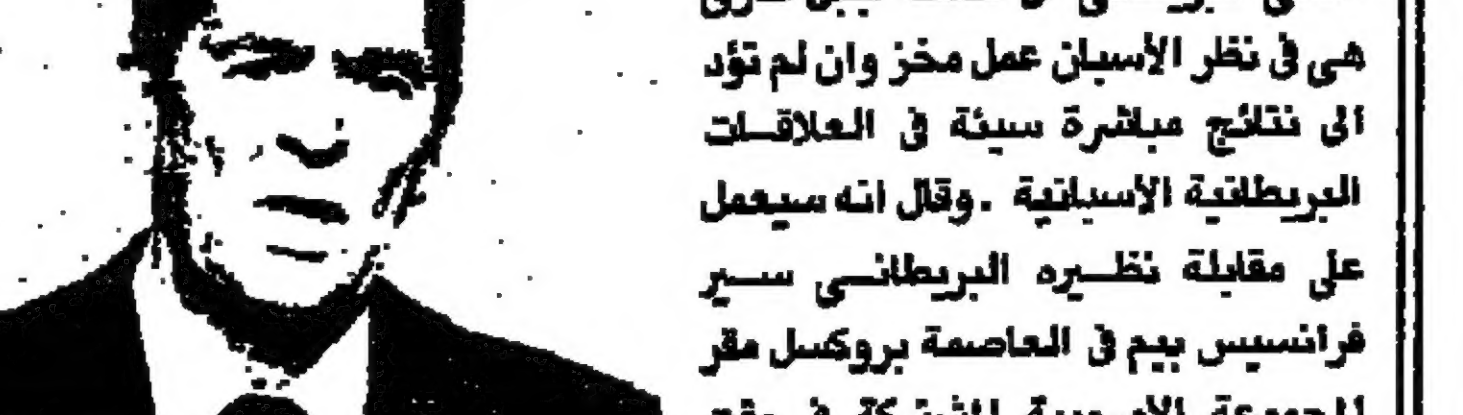 هى فى نظر الأسبان عمل مخز وان لم تؤد
الى نتائج مباشرة سيئة فى العلاقات
البريطانية الأسبانية . وقال انه سيعمل
على مقابلة نظيره البريطانى سير
فرانسيس بيم فى العاصمة بروكسل مقر